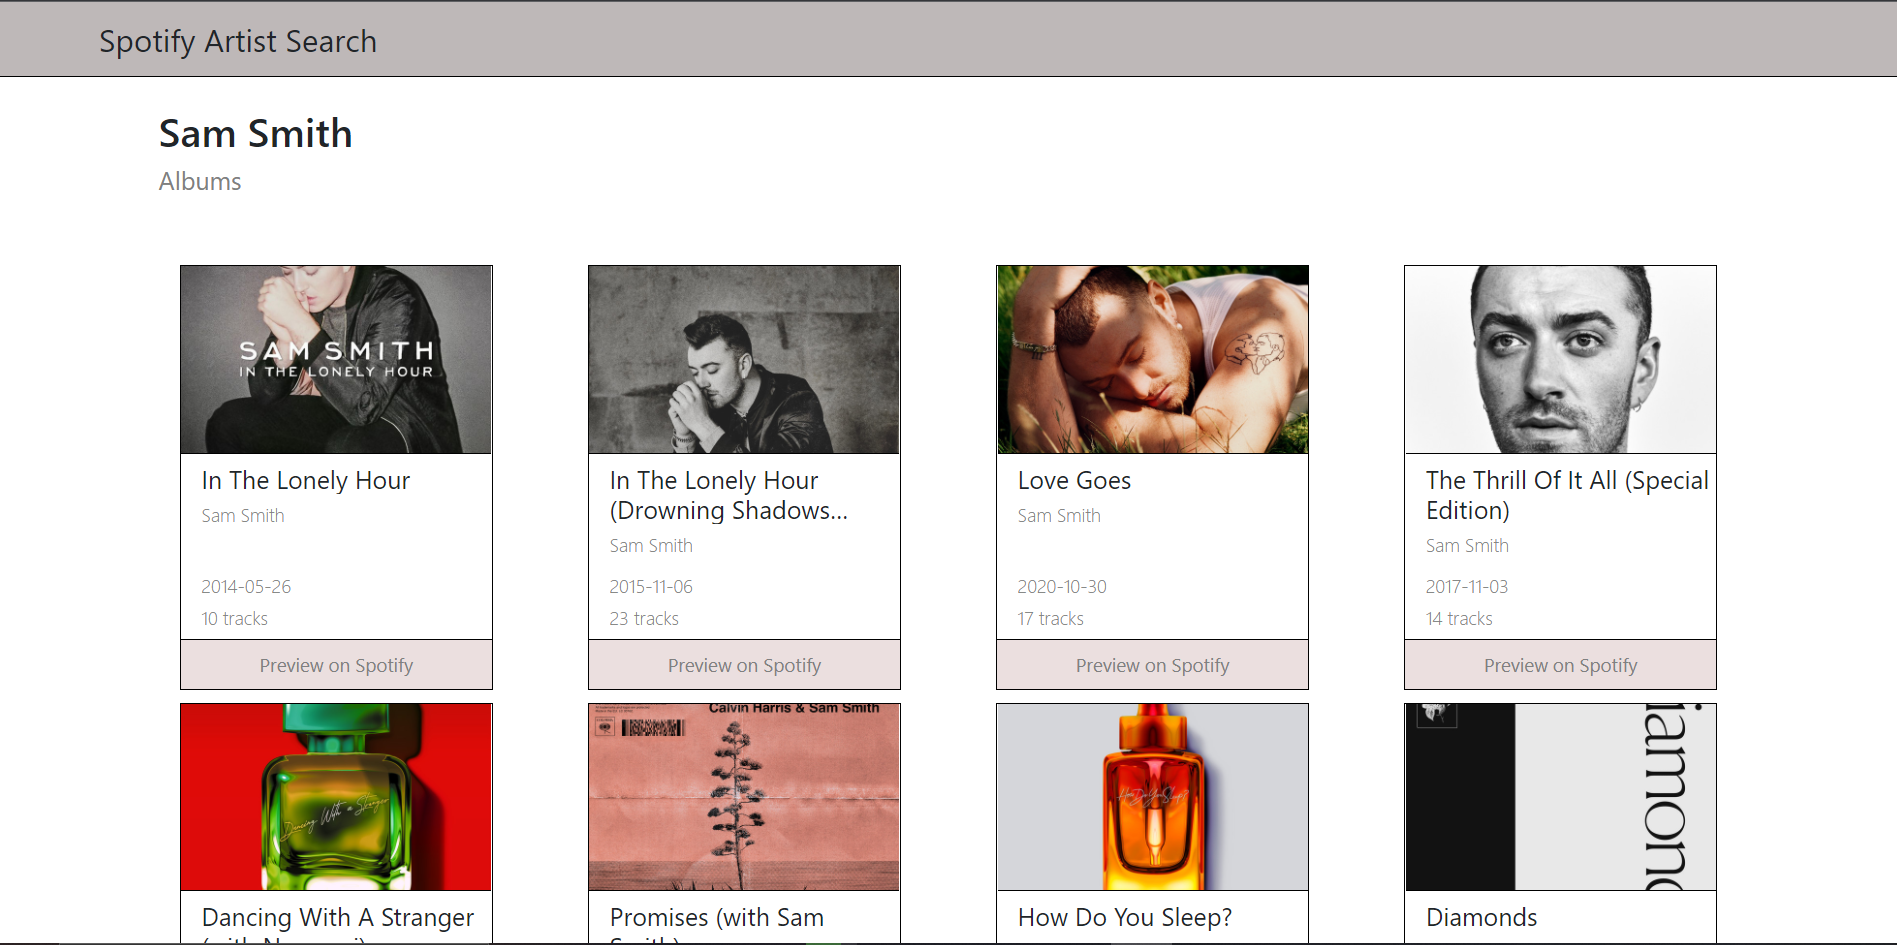 Spotify Artist Search
Sam Smith
Albums
SAM SMITH
IN THE LONELY HOUR
In The Lonely Hour
Sam Smith
2014-05-26
10 tracks
Preview on Spotify
In The Lonely Hour
(Drowning Shadows...
Sam Smith
2015-11-06
23 tracks
Preview on Spotify
Love Goes
Sam Smith
2020-10-30
17 tracks
Preview on Spotify
The Thrill Of It All (Special
Edition)
Sam Smith
2017-11-03
14 tracks
Preview on Spotify
Dancing With A Stranger
Dancing With A Stranger
Calvin Harris & Sam Smith
Promises (with Sam
Smith)
How Do You Sleep?
How Do You Sleep?
iamond
Diamonds